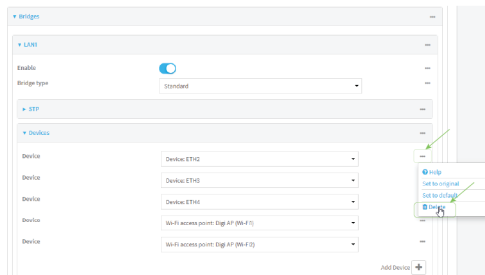 ▾ Bridges
▾ LAN1
Enable
Bridge type
Standard
▸ STP
▾ Devices
Device
Device: ETH2
Device
Device: ETH3
Device
Device: ETH4
Device
Wi-Fi access point: Digi AP (Wi-Fi1)
Device
Wi-Fi access point: Digi AP (Wi-Fi2)
Help
Set to original
Set to default
Delete
Add Device